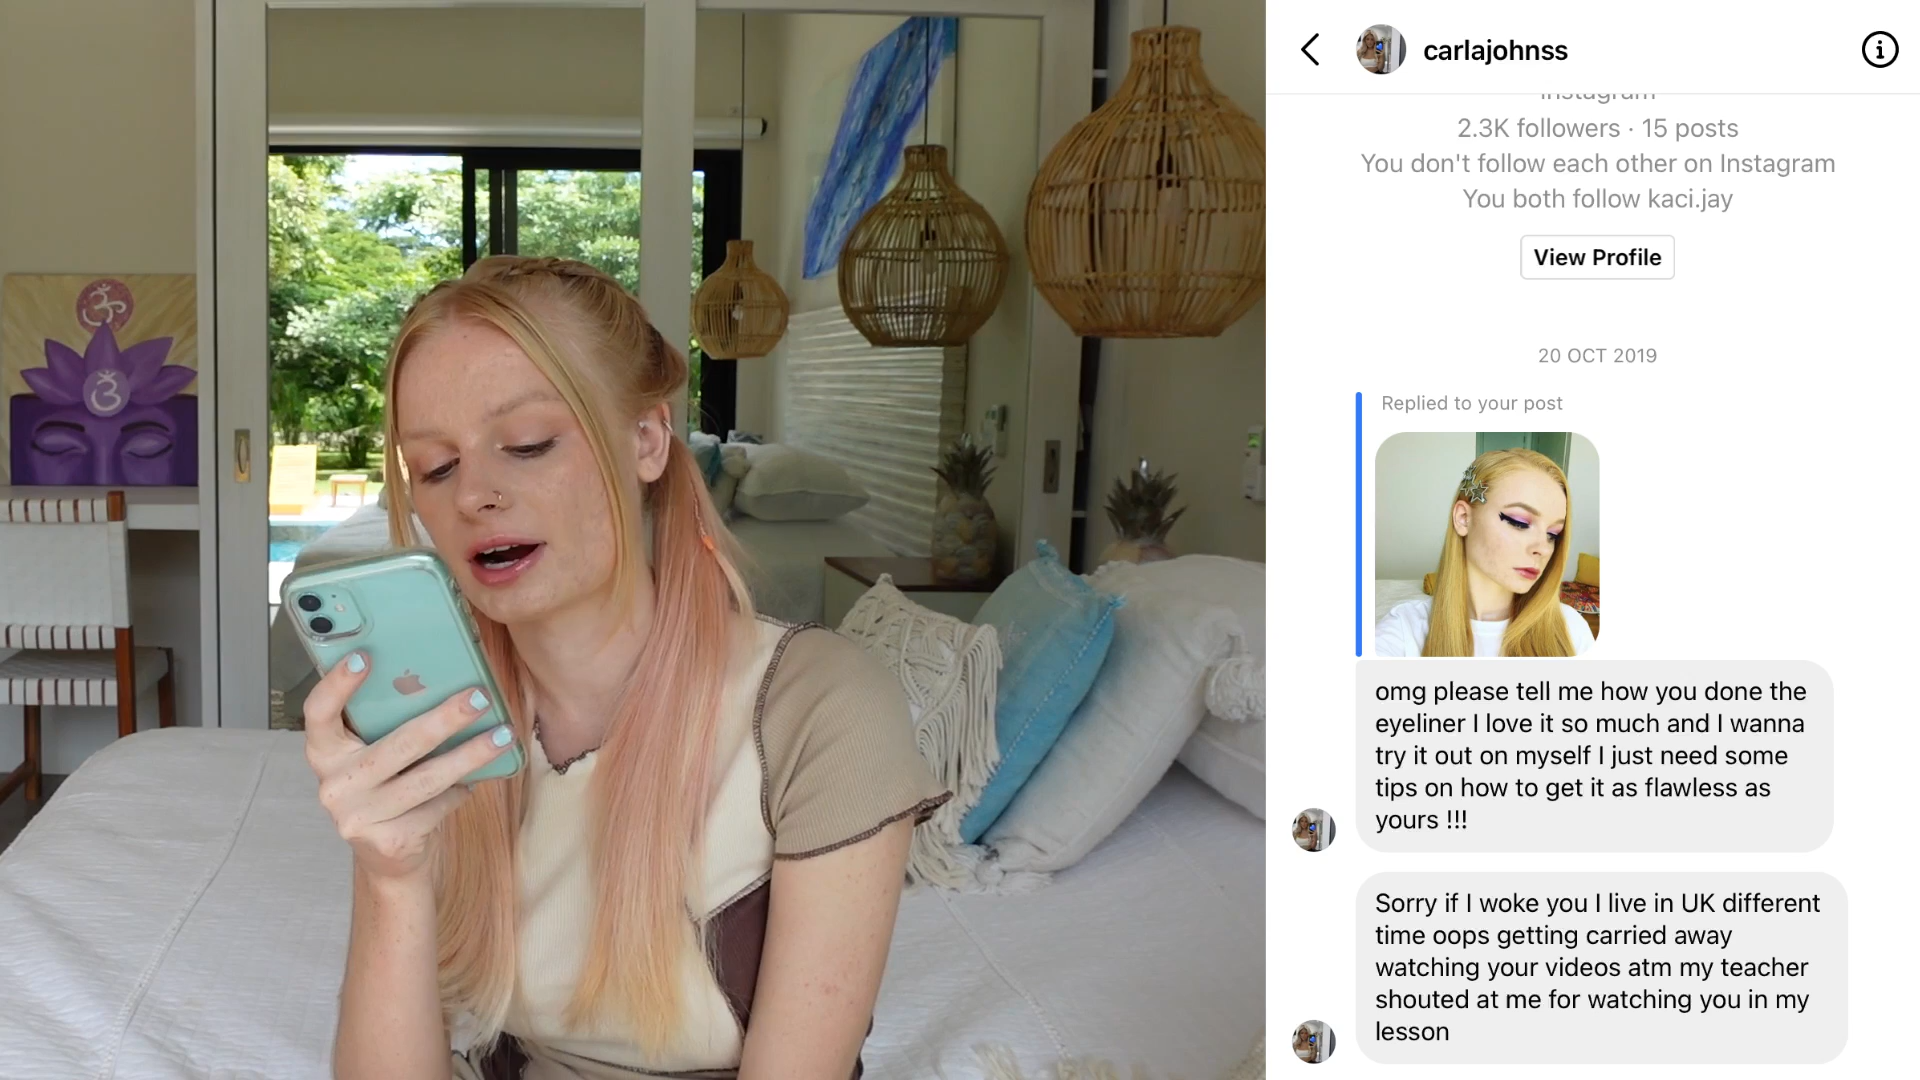 carlajohnss
Instagram
2.3K followers · 15 posts
You don't follow each other on Instagram
You both follow kaci.jay
View Profile
20 OCT 2019
Replied to your post
omg please tell me how you done the
eyeliner I love it so much and I wanna
try it out on myself I just need some
tips on how to get it as flawless as
yours !!!
Sorry if I woke you I live in UK different
time oops getting carried away
watching your videos atm my teacher
shouted at me for watching you in my
lesson
ॐ
ॐ